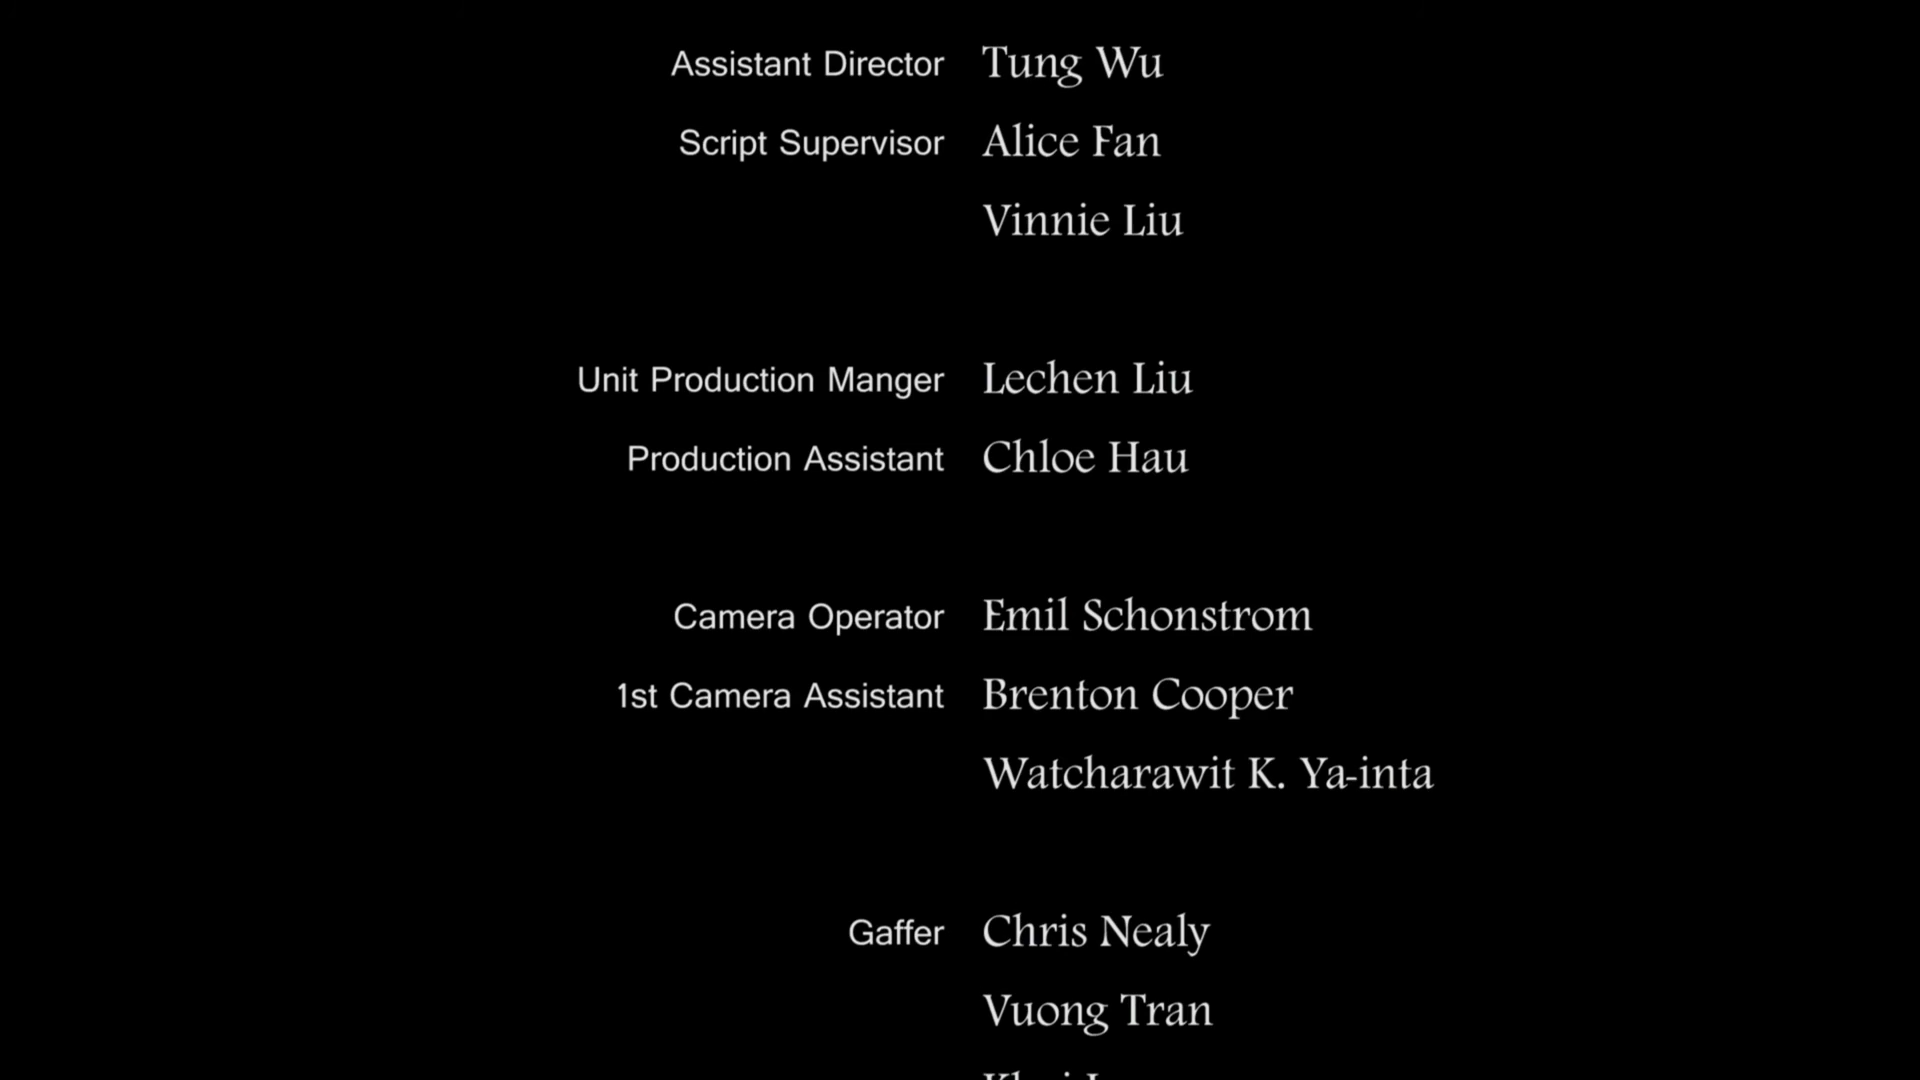 Assistant Director Tung Wu
Script Supervisor Alice Fan
Vinnie Liu
Unit Production Manger Lechen Liu
Production Assistant Chloe Hau
Camera Operator Emil Schonstrom
1st Camera Assistant Brenton Cooper
Watcharawit K. Ya-inta
Gaffer Chris Nealy
Vuong Tran